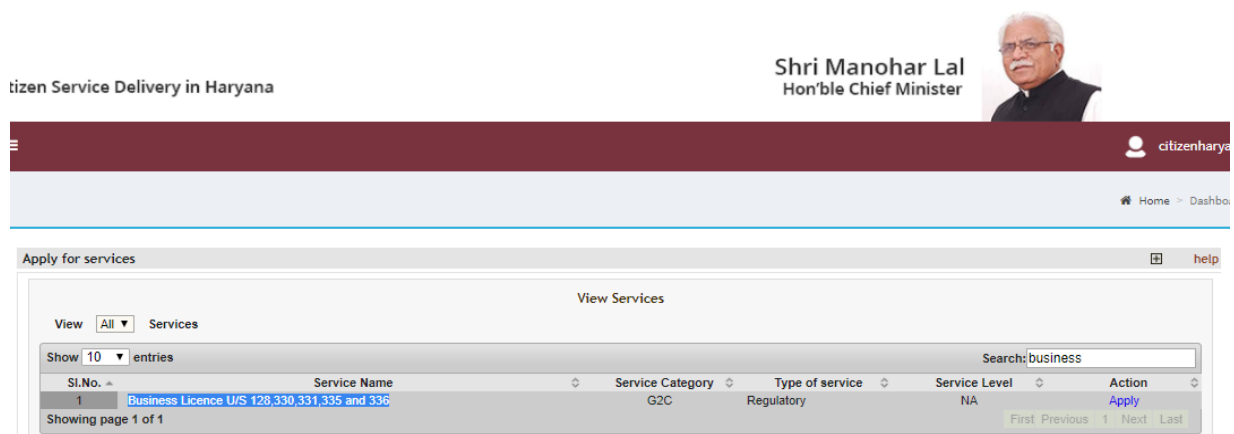 Shri Manohar Lal
Hon'ble Chief Minister
tizen Service Delivery in Haryana
citizenharya
Home > Dashbo
Apply for services help
View Services
View All Services
Show 10 entries Search: business
Sl.No. Service Name Service Category Type of service Service Level Action
1 Business Licence U/S 128,330,331,335 and 336 G2C Regulatory NA Apply
Showing page 1 of 1 First Previous 1 Next Last